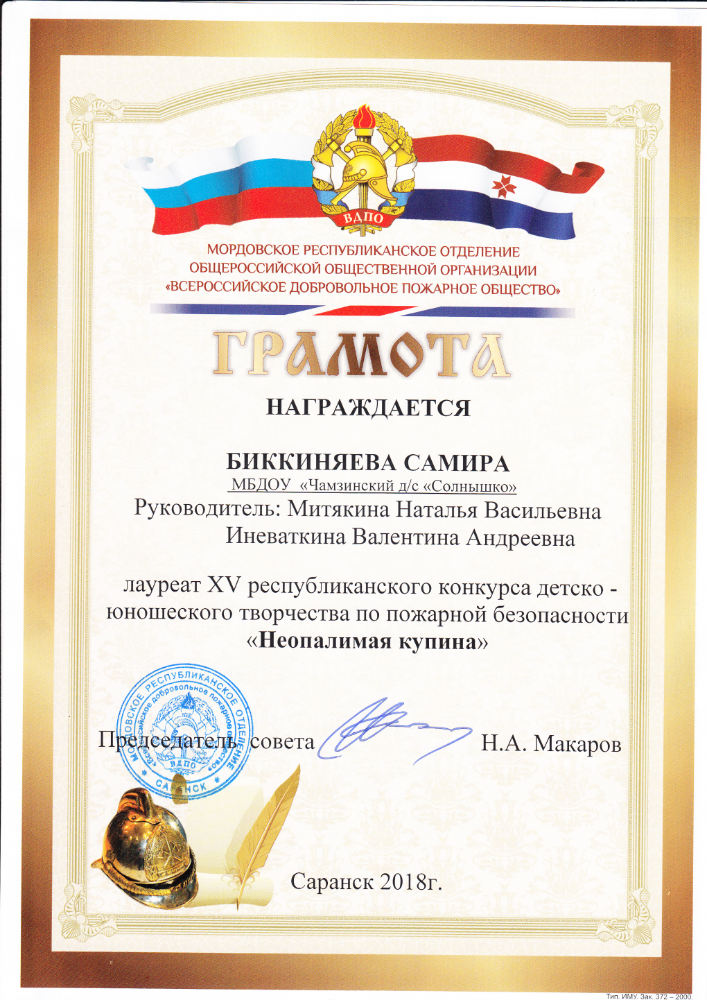 ВДПО
МОРДОВСКОЕ РЕСПУБЛИКАНСКОЕ ОТДЕЛЕНИЕ
ОБЩЕРОССИЙСКОЙ ОБЩЕСТВЕННОЙ ОРГАНИЗАЦИИ
«ВСЕРОССИЙСКОЕ ДОБРОВОЛЬНОЕ ПОЖАРНОЕ ОБЩЕСТВО»
ГРАМОТА
НАГРАЖДАЕТСЯ
БИККИНЯЕВА САМИРА
МБДОУ «Чамзинский д/с «Солнышко»
Руководитель: Митякина Наталья Васильевна
Иневаткина Валентина Андреевна
лауреат XV республиканского конкурса детско -
юношеского творчества по пожарной безопасности
«Неопалимая купина»
МОРДОВСКОЕ РЕСПУБЛИКАНСКОЕ ОТДЕЛЕНИЕ
«Всероссийское добровольное пожарное общество»
ВДПО
* САРАНСК *
Председатель совета Н.А. Макаров
Саранск 2018г.
Тип. ИМУ. Зак. 372 – 2000.